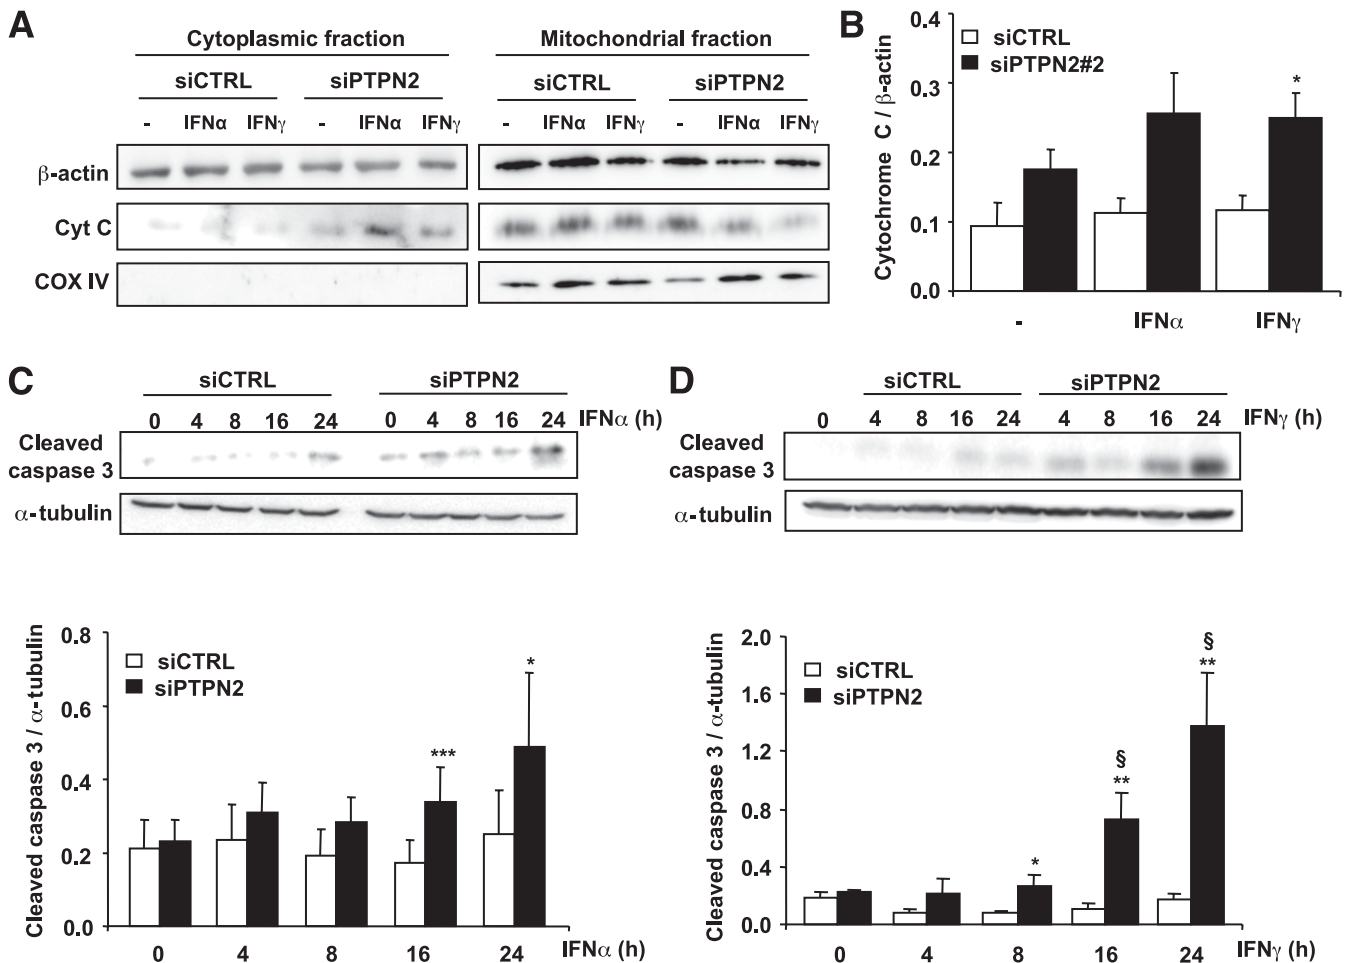 A
Cytoplasmic fraction
Mitochondrial fraction
siCTRL
siPTPN2
siCTRL
siPTPN2
- IFNα IFNγ - IFNα IFNγ
- IFNα IFNγ - IFNα IFNγ
β-actin
Cyt C
COX IV
B
Cytochrome C / β-actin
0.4
0.3
0.2
0.1
0.0
siCTRL
siPTPN2#2
*
- IFNα IFNγ
C
siCTRL
siPTPN2
0 4 8 16 24 0 4 8 16 24 IFNα (h)
Cleaved
caspase 3
α-tubulin
Cleaved caspase 3 / α-tubulin
0.8
0.6
0.4
0.2
0.0
siCTRL
siPTPN2
***
*
0 4 8 16 24 IFNα (h)
D
siCTRL
siPTPN2
0 4 8 16 24 4 8 16 24 IFNγ (h)
Cleaved
caspase 3
α-tubulin
Cleaved caspase 3 / α-tubulin
2.0
1.6
1.2
0.8
0.4
0.0
siCTRL
siPTPN2
*
§
**
§
**
0 4 8 16 24 IFNγ (h)